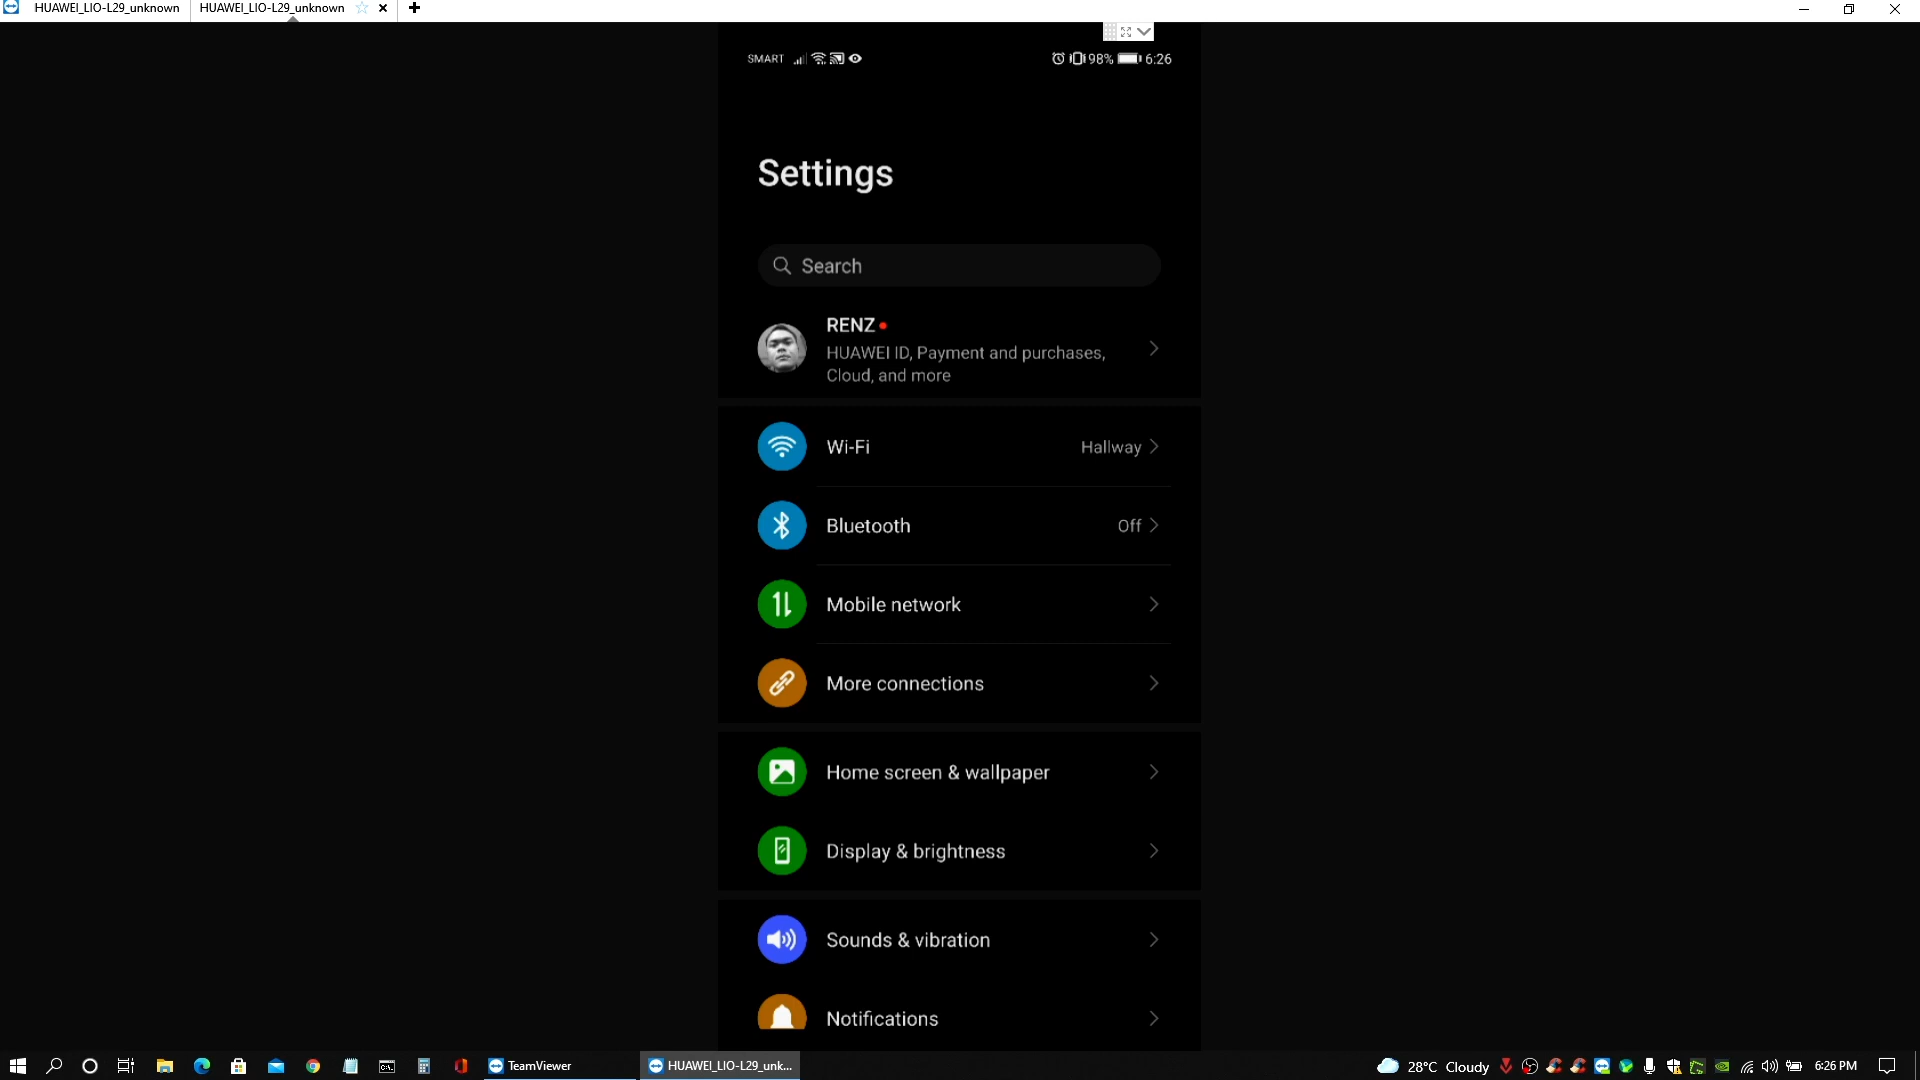 HUAWEI_LIO-L29_unknown
HUAWEI_LIO-L29_unknown
SMART
98%
6:26
Settings
Search
RENZ
HUAWEI ID, Payment and purchases,
Cloud, and more
Wi-Fi
Hallway
Bluetooth
Off
Mobile network
More connections
Home screen & wallpaper
Display & brightness
Sounds & vibration
Notifications
TeamViewer
HUAWEI_LIO-L29_unk...
28°C Cloudy
6:26 PM